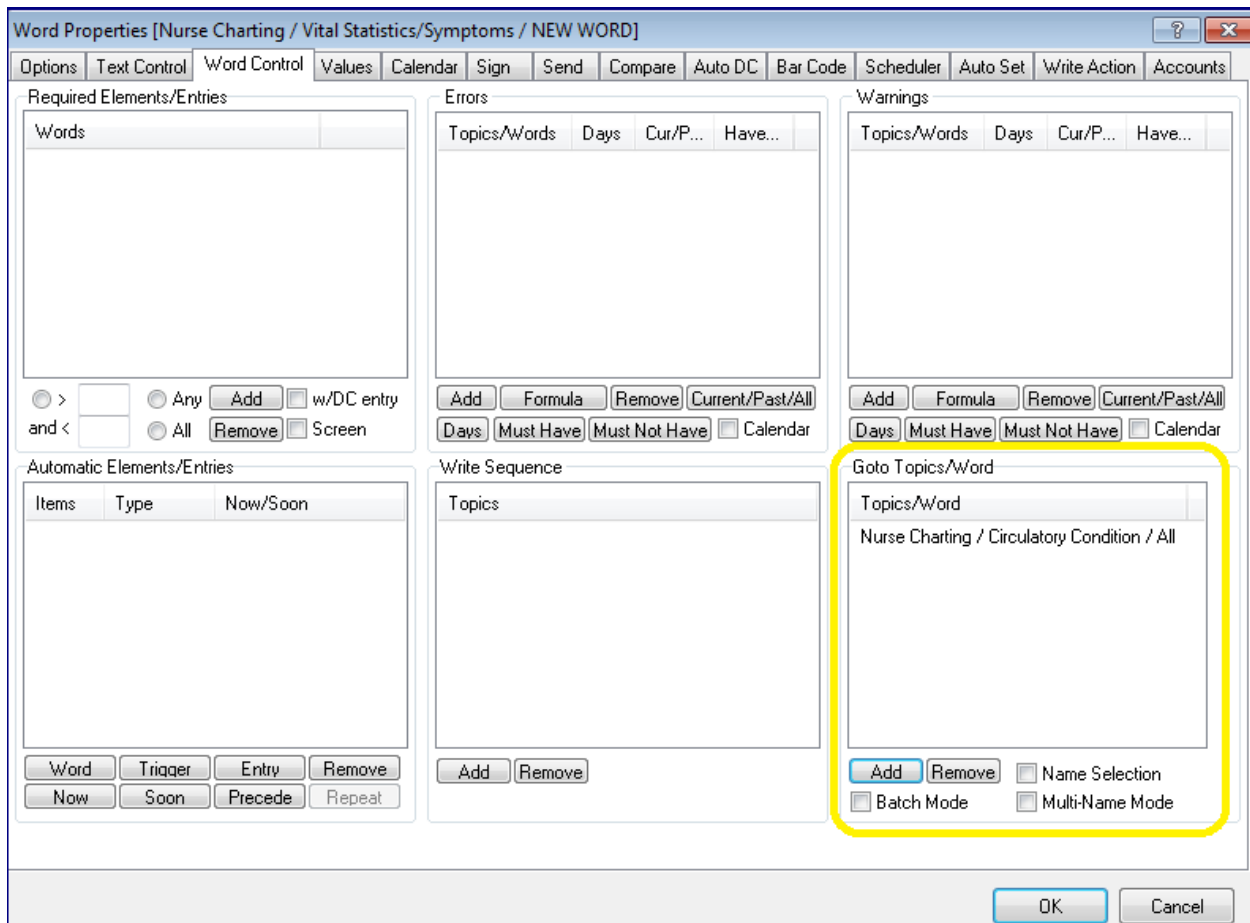 Word Properties [Nurse Charting / Vital Statistics/Symptoms / NEW WORD]
Options Text Control Word Control Values Calendar Sign Send Compare Auto DC Bar Code Scheduler Auto Set Write Action Accounts
Required Elements/Entries
Words
> Any Add w/DC entry
and < All Remove Screen
Errors
Topics/Words Days Cur/P... Have...
Add Formula Remove Current/Past/All
Days Must Have Must Not Have Calendar
Warnings
Topics/Words Days Cur/P... Have...
Add Formula Remove Current/Past/All
Days Must Have Must Not Have Calendar
Automatic Elements/Entries
Items Type Now/Soon
Word Trigger Entry Remove
Now Soon Precede Repeat
Write Sequence
Topics
Add Remove
Goto Topics/Word
Topics/Word
Nurse Charting / Circulatory Condition / All
Add Remove Name Selection
Batch Mode Multi-Name Mode
OK Cancel